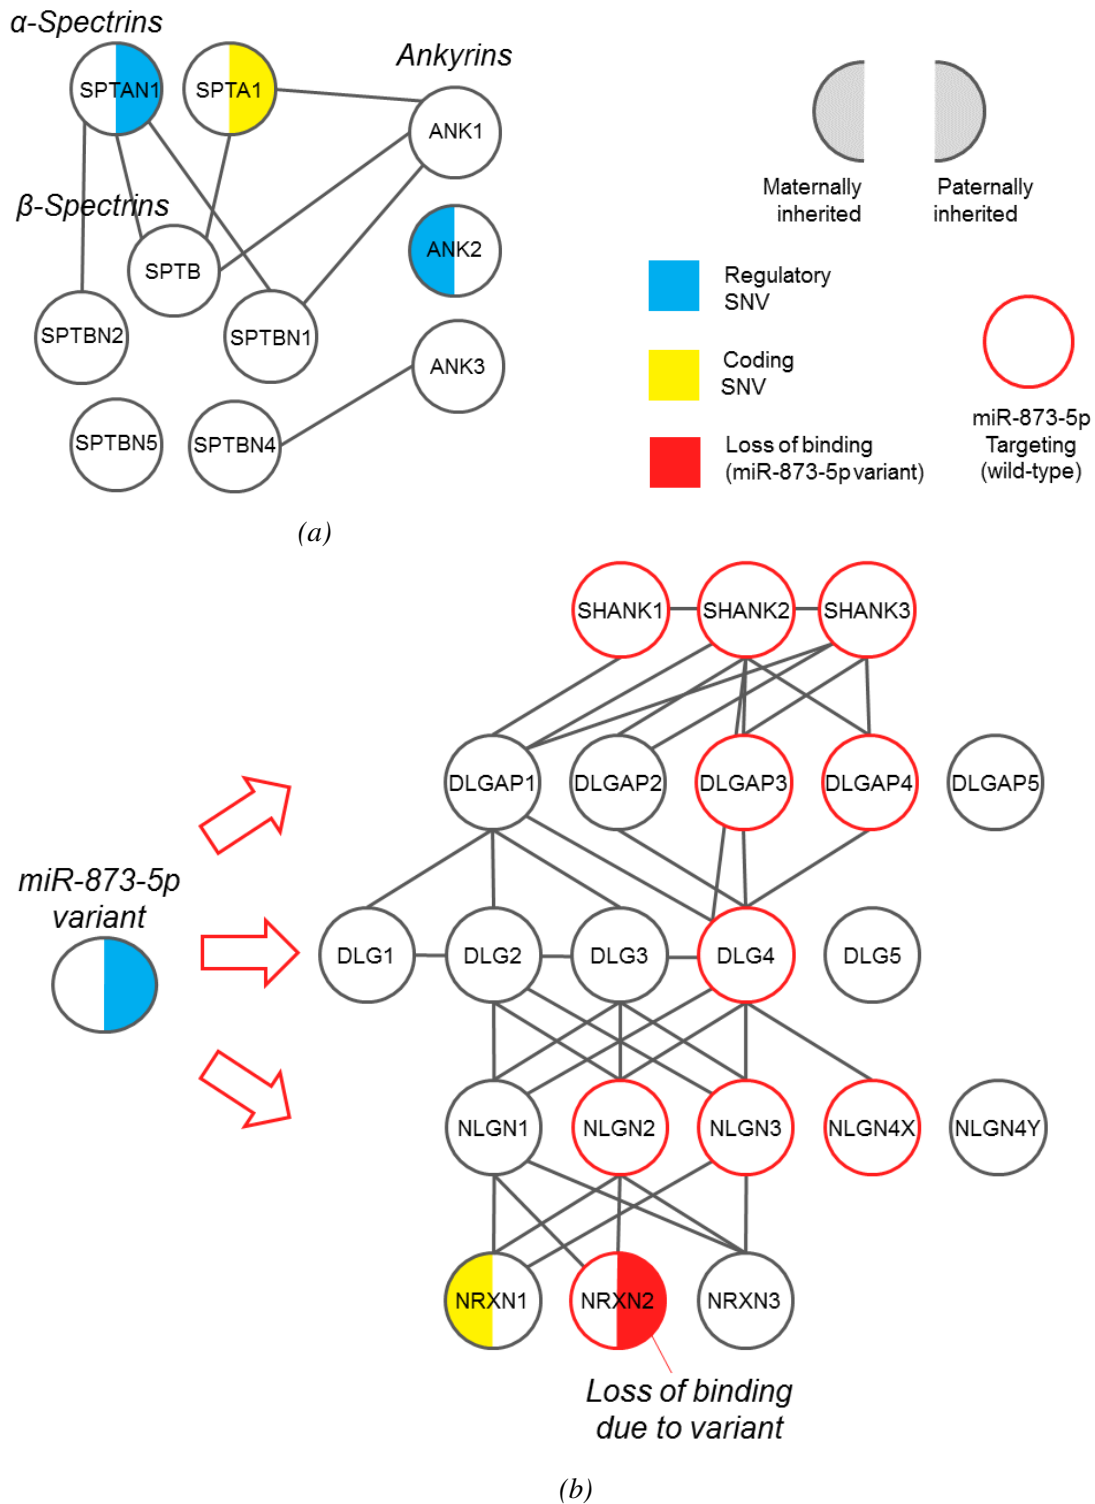 α-Spectrins
Ankyrins
SPTAN1
SPTA1
ANK1
β-Spectrins
ANK2
SPTB
SPTBN2
SPTBN1
ANK3
SPTBN5
SPTBN4
Maternally
inherited
Paternally
inherited
Regulatory
SNV
Coding
SNV
Loss of binding
(miR-873-5p variant)
miR-873-5p
Targeting
(wild-type)
(a)
SHANK1
SHANK2
SHANK3
DLGAP1
DLGAP2
DLGAP3
DLGAP4
DLGAP5
miR-873-5p
variant
DLG1
DLG2
DLG3
DLG4
DLG5
NLGN1
NLGN2
NLGN3
NLGN4X
NLGN4Y
NRXN1
NRXN2
NRXN3
Loss of binding
due to variant
(b)